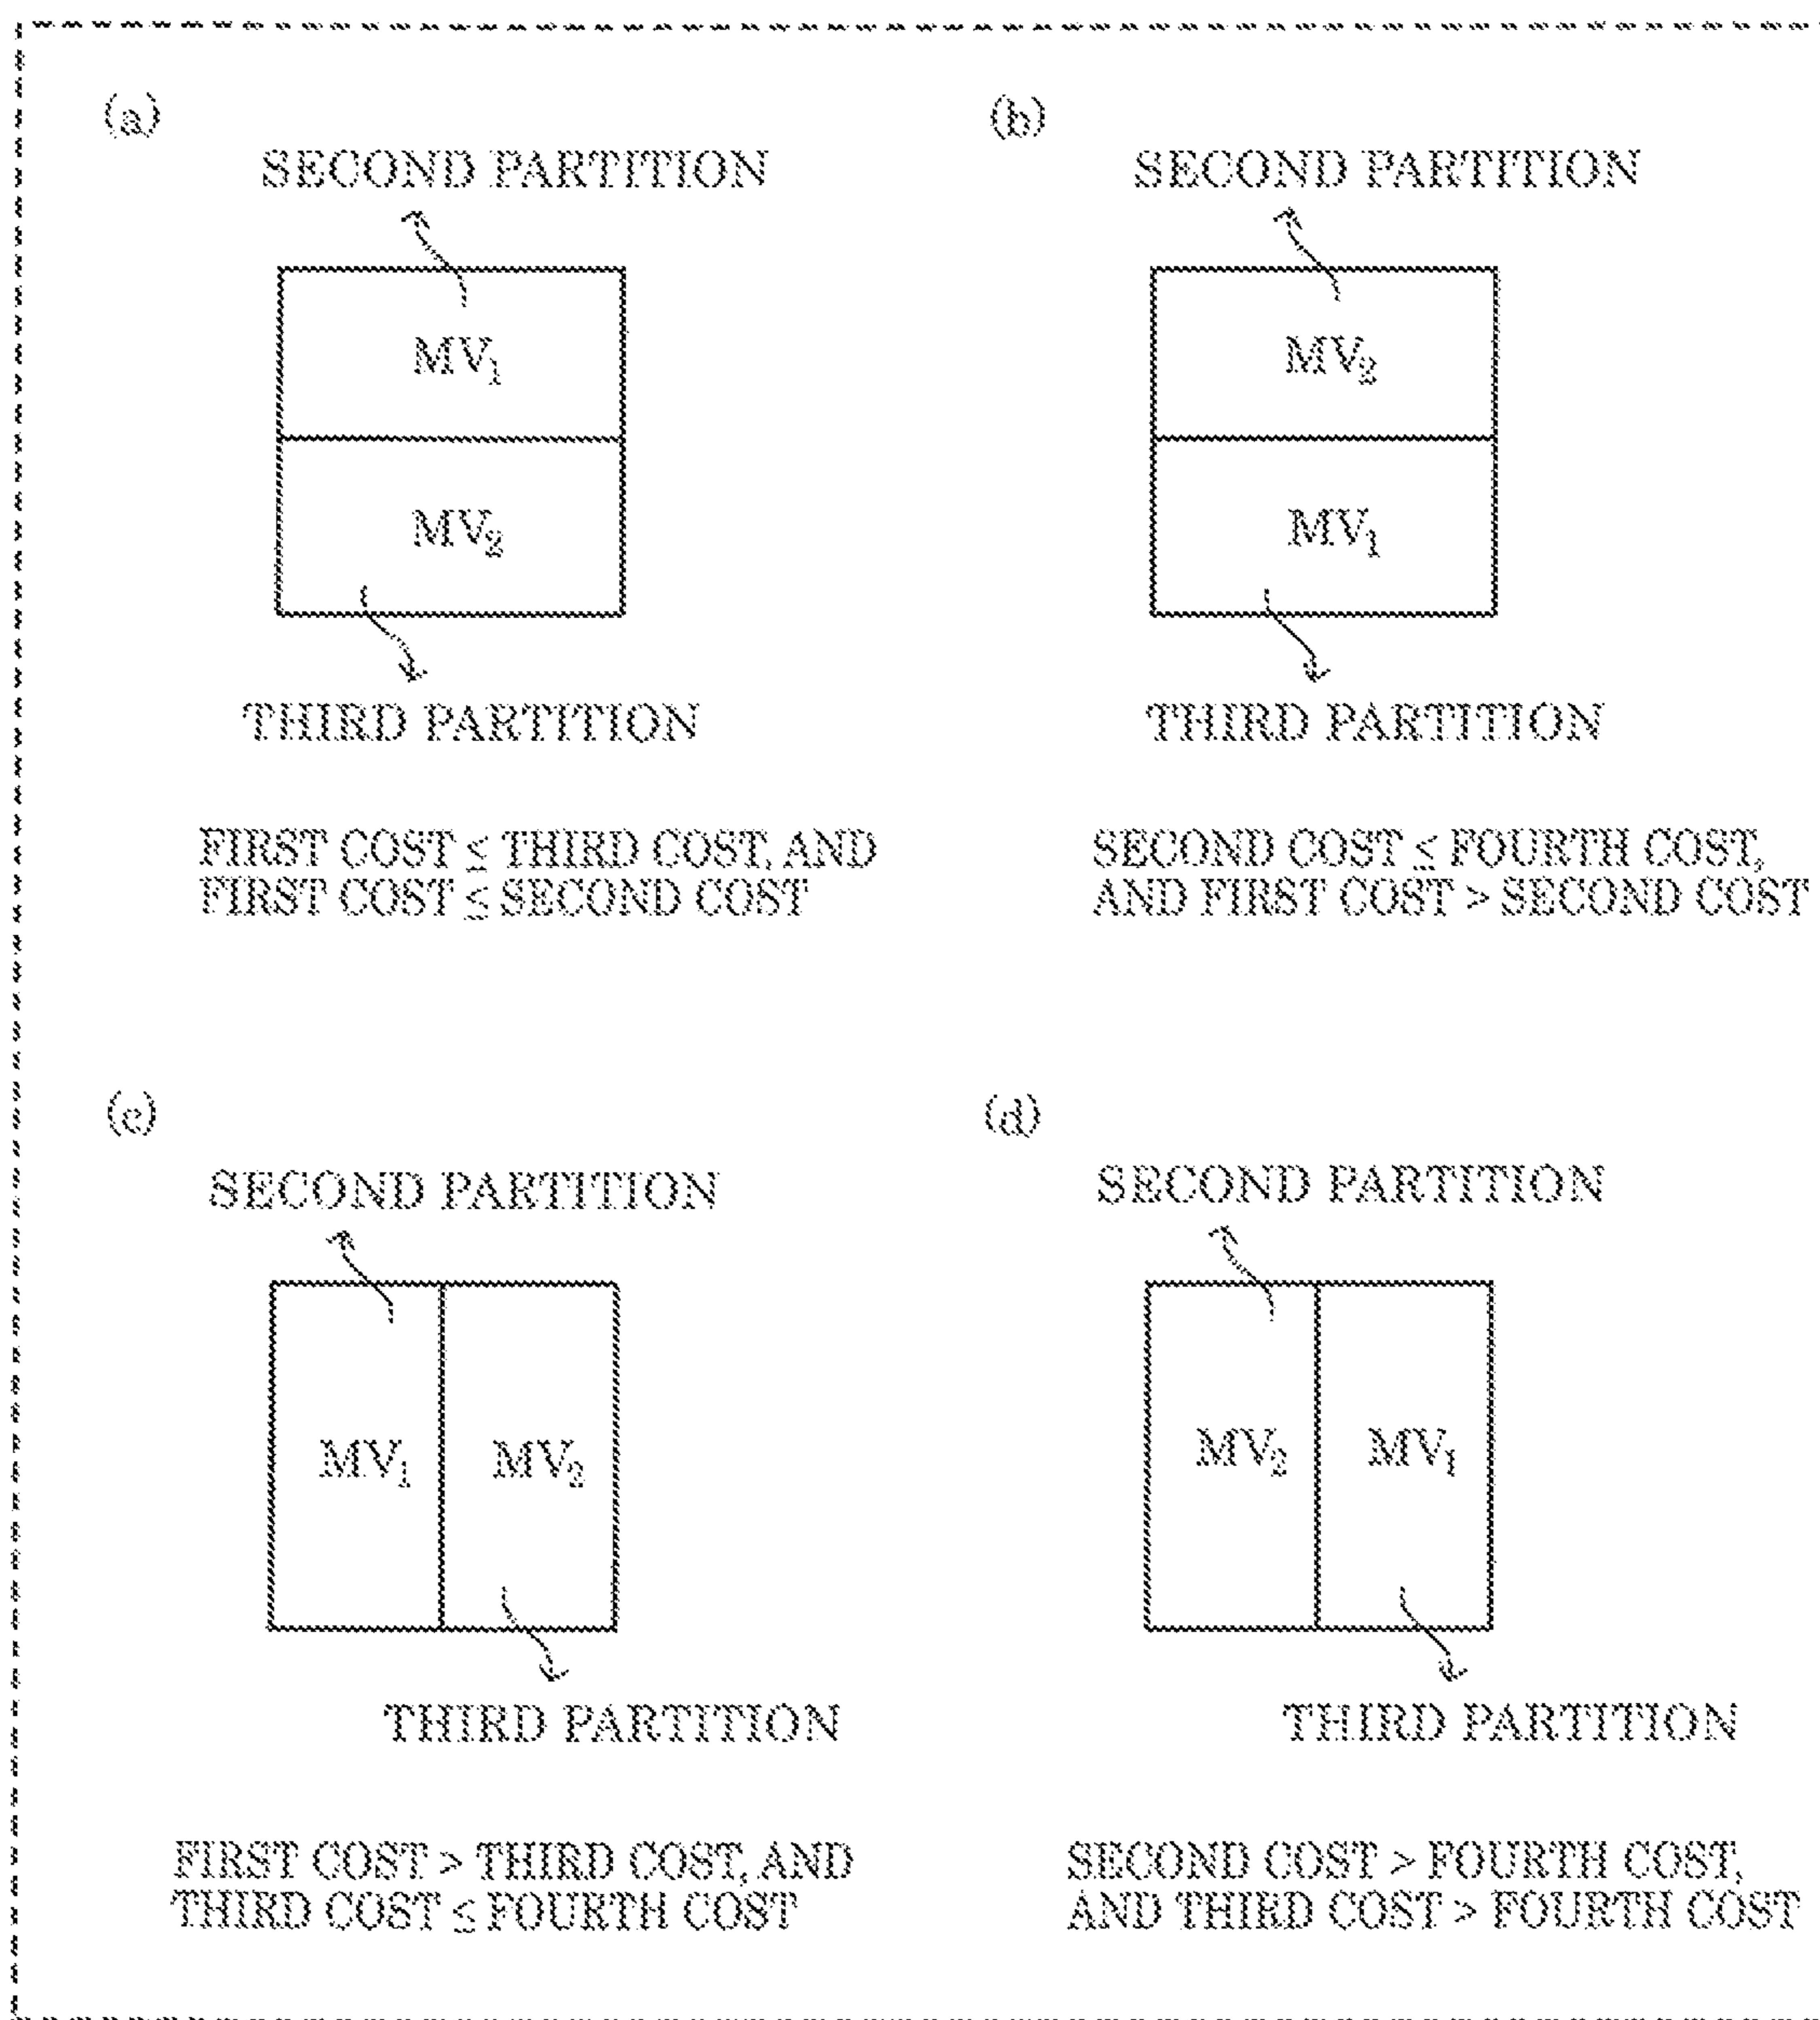 (a)
SECOND PARTITION
MV₁
MV₂
THIRD PARTITION
FIRST COST ≤ THIRD COST, AND
FIRST COST ≤ SECOND COST
(b)
SECOND PARTITION
MV₂
MV₁
THIRD PARTITION
SECOND COST ≤ FOURTH COST,
AND FIRST COST > SECOND COST
(c)
SECOND PARTITION
MV₁ MV₂
THIRD PARTITION
FIRST COST > THIRD COST, AND
THIRD COST ≤ FOURTH COST
(d)
SECOND PARTITION
MV₂ MV₁
THIRD PARTITION
SECOND COST > FOURTH COST,
AND THIRD COST > FOURTH COST